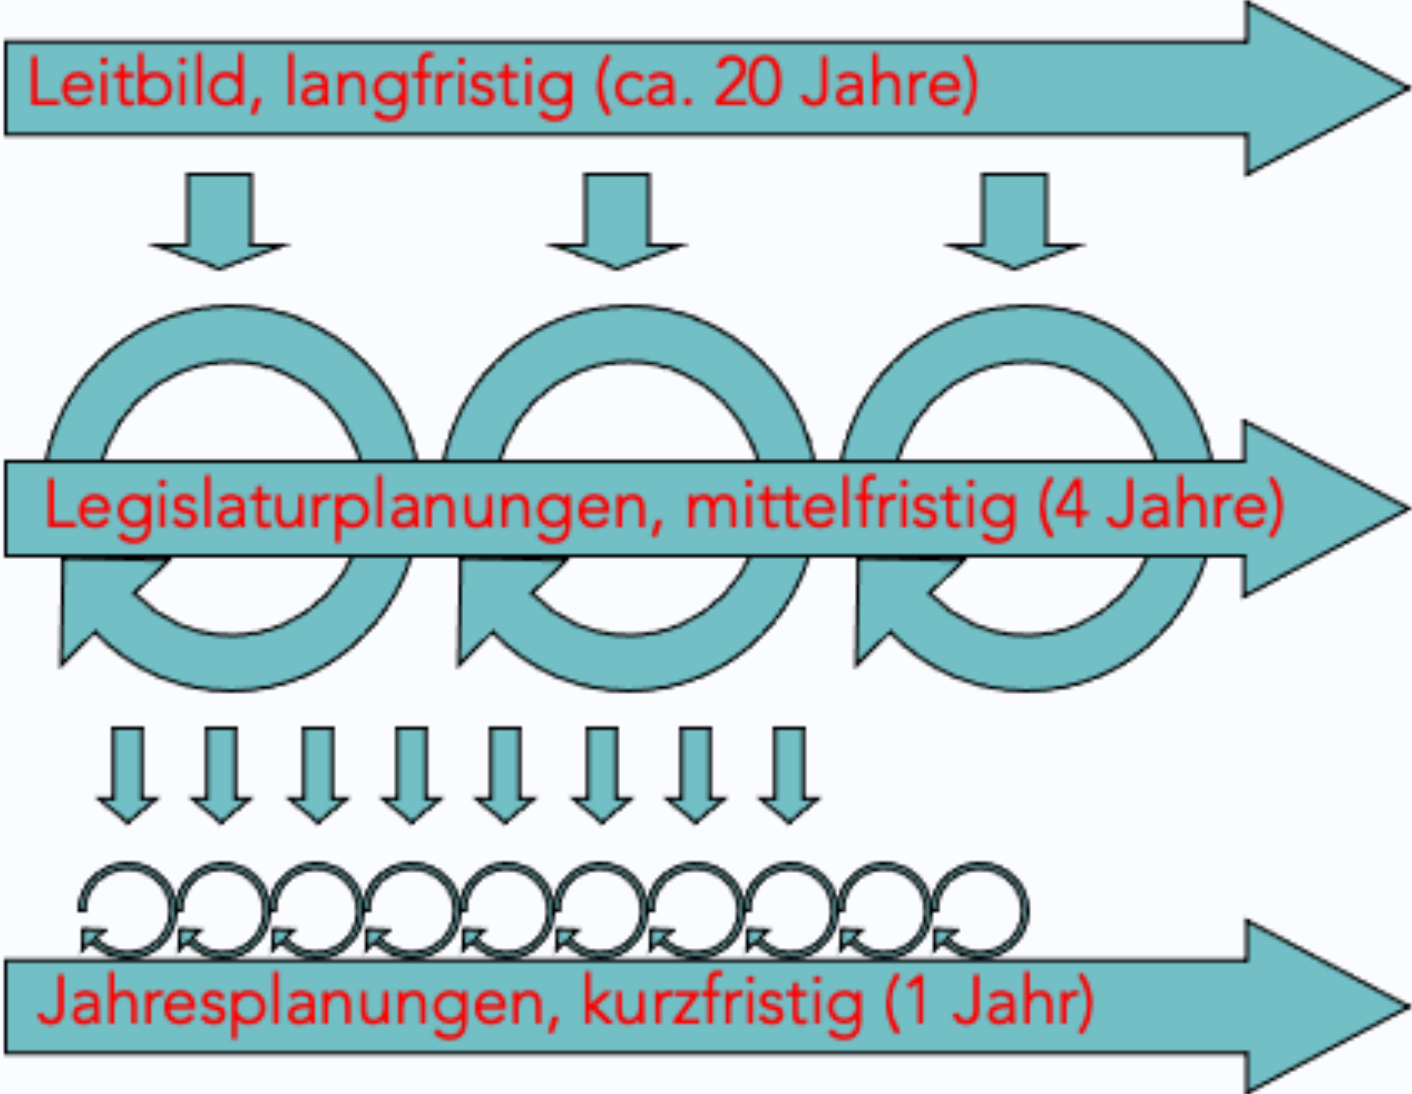 Leitbild, langfristig (ca. 20 Jahre)
Legislaturplanungen, mittelfristig (4 Jahre)
Jahresplanungen, kurzfristig (1 Jahr)